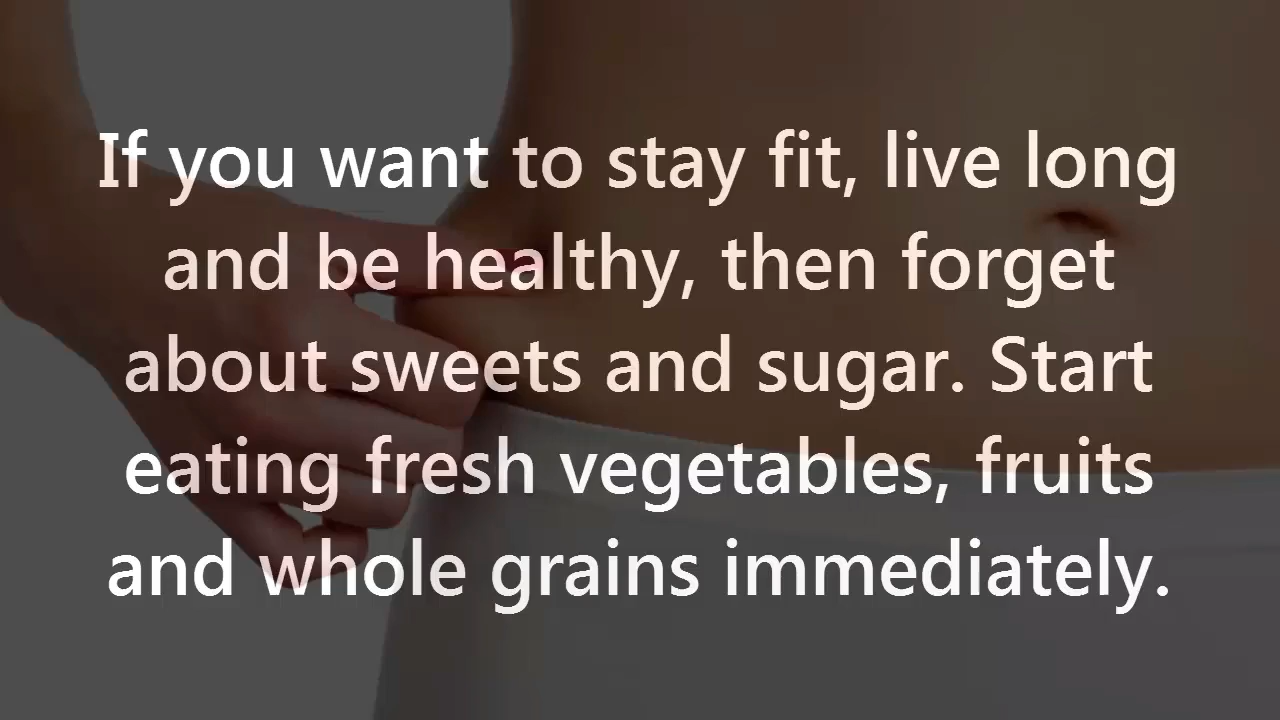 If you want to stay fit, live long
and be healthy, then forget
about sweets and sugar. Start
eating fresh vegetables, fruits
and whole grains immediately.